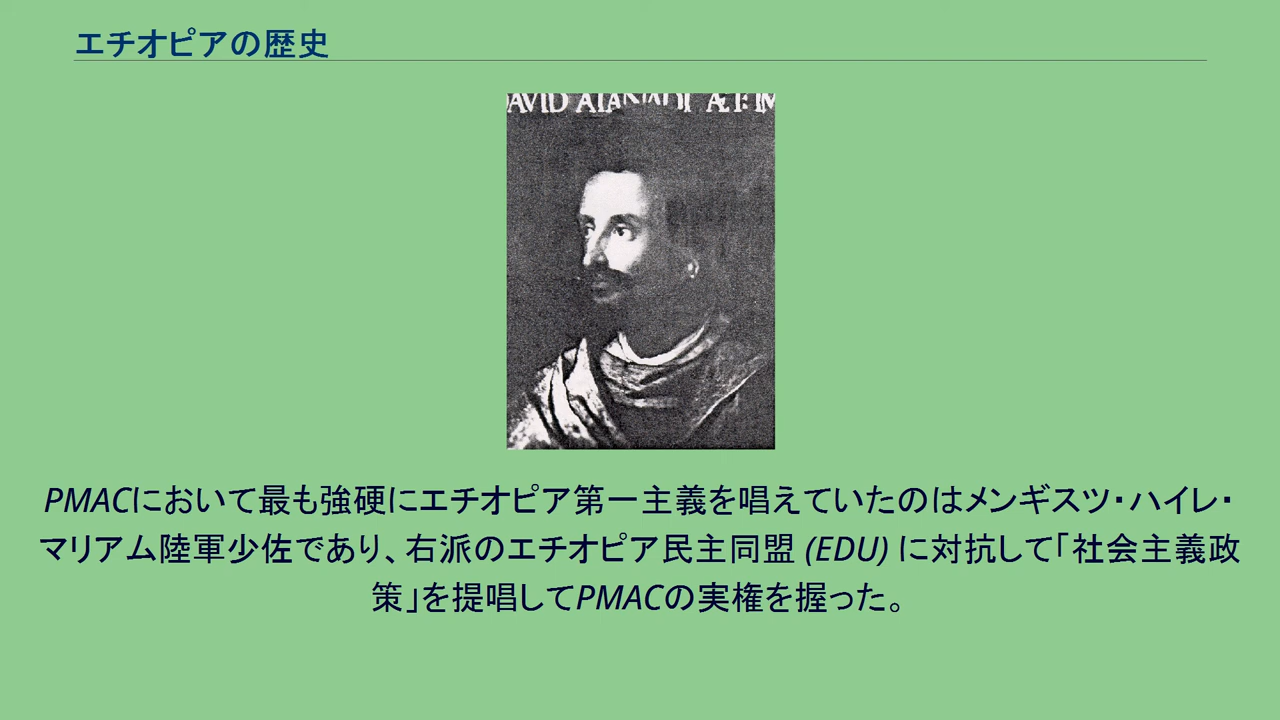 エチオピアの歴史
PMACにおいて最も強硬にエチオピア第一主義を唱えていたのはメンギスツ・ハイレ・
マリアム陸軍少佐であり、右派のエチオピア民主同盟 (EDU) に対抗して「社会主義政
策」を提唱してPMACの実権を握った。